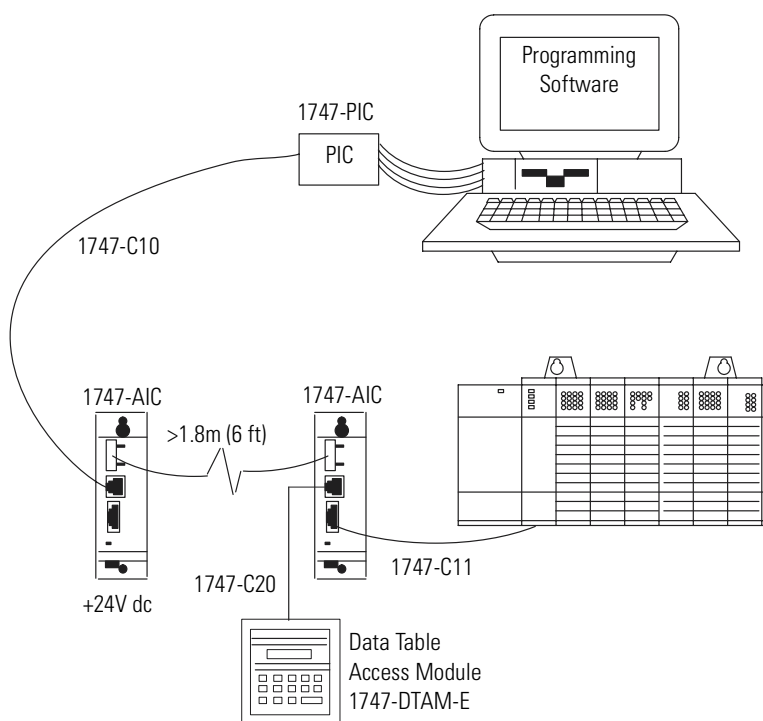 Programming
Software
1747-PIC
PIC
1747-C10
1747-AIC
1747-AIC
>1.8m (6 ft)
1747-C11
1747-C20
+24V dc
Data Table
Access Module
1747-DTAM-E